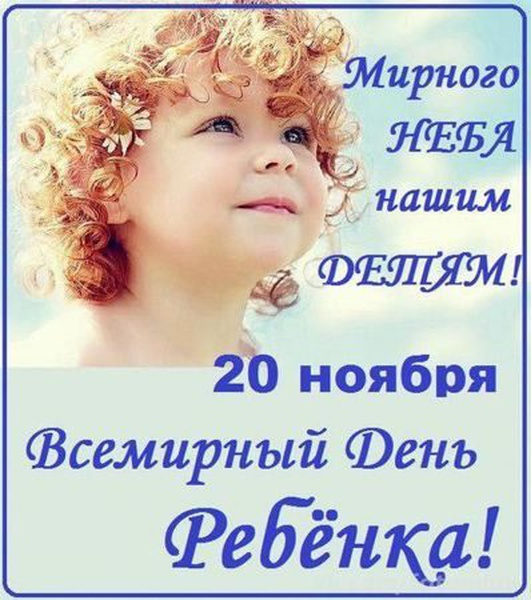 Мирного
НЕБА
нашим
ДЕТЯМ!
20 ноября
Всемирный День
Ребёнка!